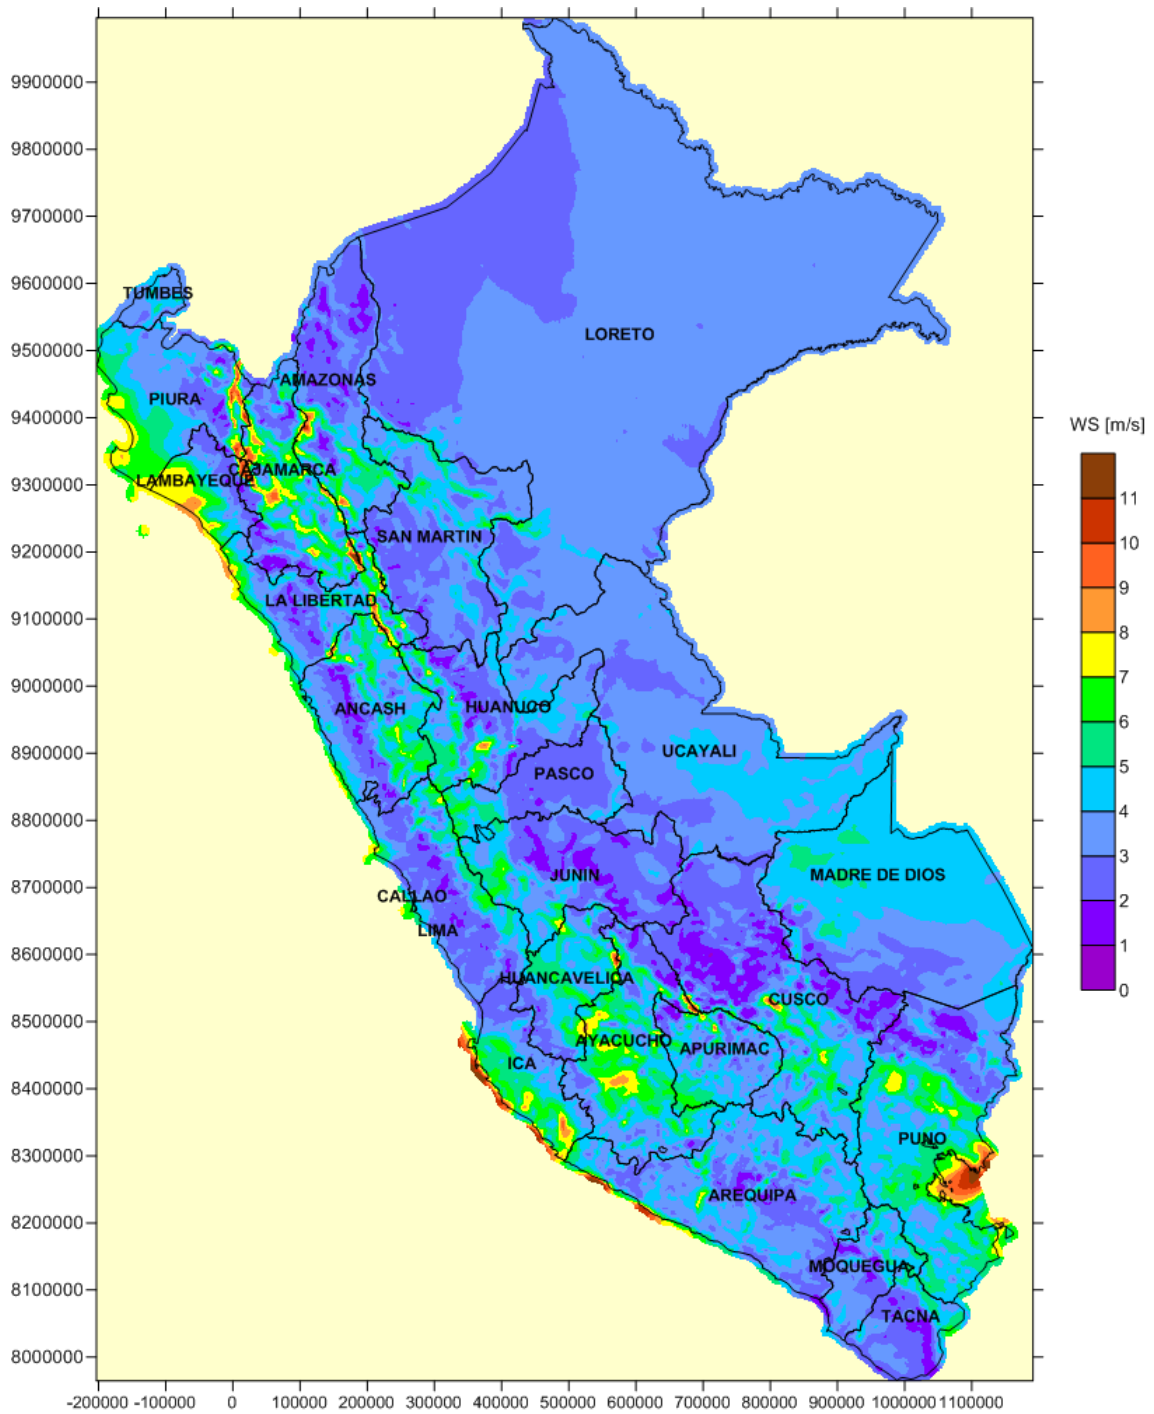 9900000
9800000
9700000
9600000
9500000
9400000
9300000
9200000
9100000
9000000
8900000
8800000
8700000
8600000
8500000
8400000
8300000
8200000
8100000
8000000
-200000 -100000 0 100000 200000 300000 400000 500000 600000 700000 800000 900000 1000000 1100000
TUMBES
LORETO
AMAZONAS
PIURA
CAJAMARCA
LAMBAYEQUE
SAN MARTIN
LA LIBERTAD
ANCASH
HUANUCO
UCAYALI
PASCO
JUNIN
MADRE DE DIOS
CALLAO
LIMA
HUANCAVELICA
CUSCO
AYACUCHO
APURIMAC
ICA
PUNO
AREQUIPA
MOQUEGUA
TACNA
WS [m/s]
11
10
9
8
7
6
5
4
3
2
1
0